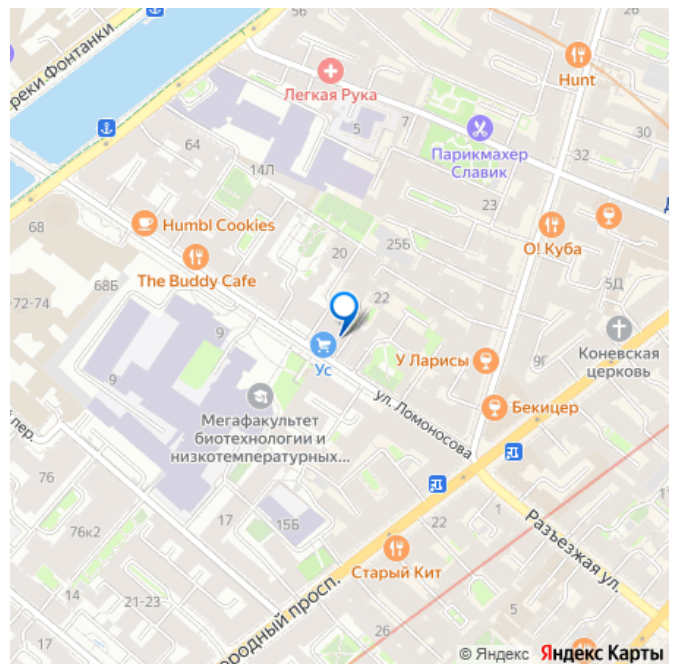 26
56
реки Фонтанки
Hunt
Легкая Рука
5
7
30
64
Парикмахер
Славик
32
14Л
23
68
Humbl Cookies
25Б
О! Куба
20
The Buddy Cafe
5Д
68Б
22
-72-74
9
Коневская
церковь
Ус
У Ларисы
9Г
9
ул. Ломоносова
Бекицер
Мегафакультет
биотехнологии и
низкотемпературных...
пер.
76
17
15Б
22
1
76к2
Разъезжая ул.
Старый Кит
14
21-23
ородный просп.
5
17
26
© Яндекс Яндекс Карты